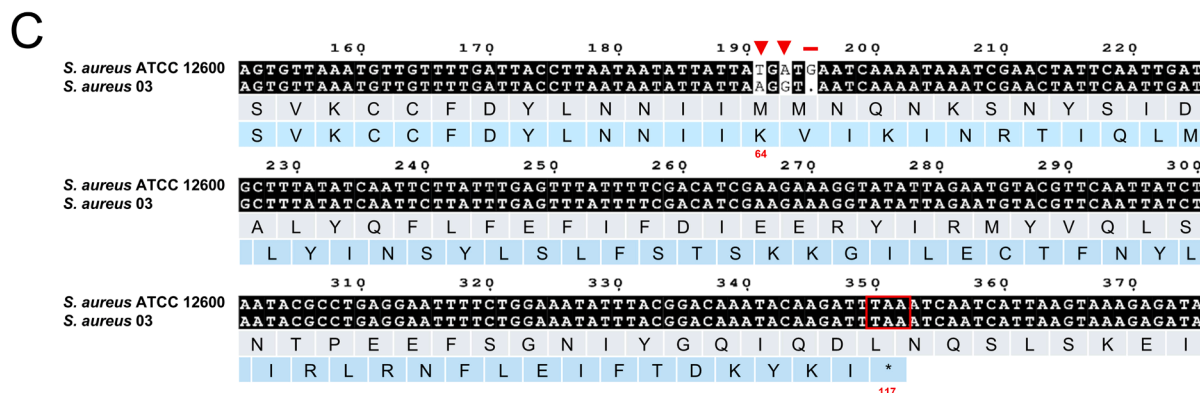 C
160 170 180 190 200 210 220
S. aureus ATCC 12600 AGTGTTAAATGTTGTTTTGATTACCTTAATAATATTATTATGATGAATCAAAATAAATCGAACTATTCAATTGAT
S. aureus 03 AGTGTTAAATGTTGTTTTGATTACCTTAATAATATTATTAAGGT.AATCAAAATAAATCGAACTATTCAATTGAT
S V K C C F D Y L N N I I M M N Q N K S N Y S I D
S V K C C F D Y L N N I I K V I K I N R T I Q L M
64
230 240 250 260 270 280 290 300
S. aureus ATCC 12600 GCTTTATATCAATTCTTATTTGAGTTTATTTTCGACATCGAAGAAAGGTATATTAGAATGTACGTTCAATTATCT
S. aureus 03 GCTTTATATCAATTCTTATTTGAGTTTATTTTCGACATCGAAGAAAGGTATATTAGAATGTACGTTCAATTATCT
A L Y Q F L F E F I F D I E E R Y I R M Y V Q L S
L Y I N S Y L S L F S T S K K G I L E C T F N Y L
310 320 330 340 350 360 370
S. aureus ATCC 12600 AATACGCCTGAGGAATTTTCTGGAAATATTTACGGACAAATACAAGATTTAAATCAATCATTAAGTAAAGAGATA
S. aureus 03 AATACGCCTGAGGAATTTTCTGGAAATATTTACGGACAAATACAAGATTTAAATCAATCATTAAGTAAAGAGATA
N T P E E F S G N I Y G Q I Q D L N Q S L S K E I
I R L R N F L E I F T D K Y K I *
117